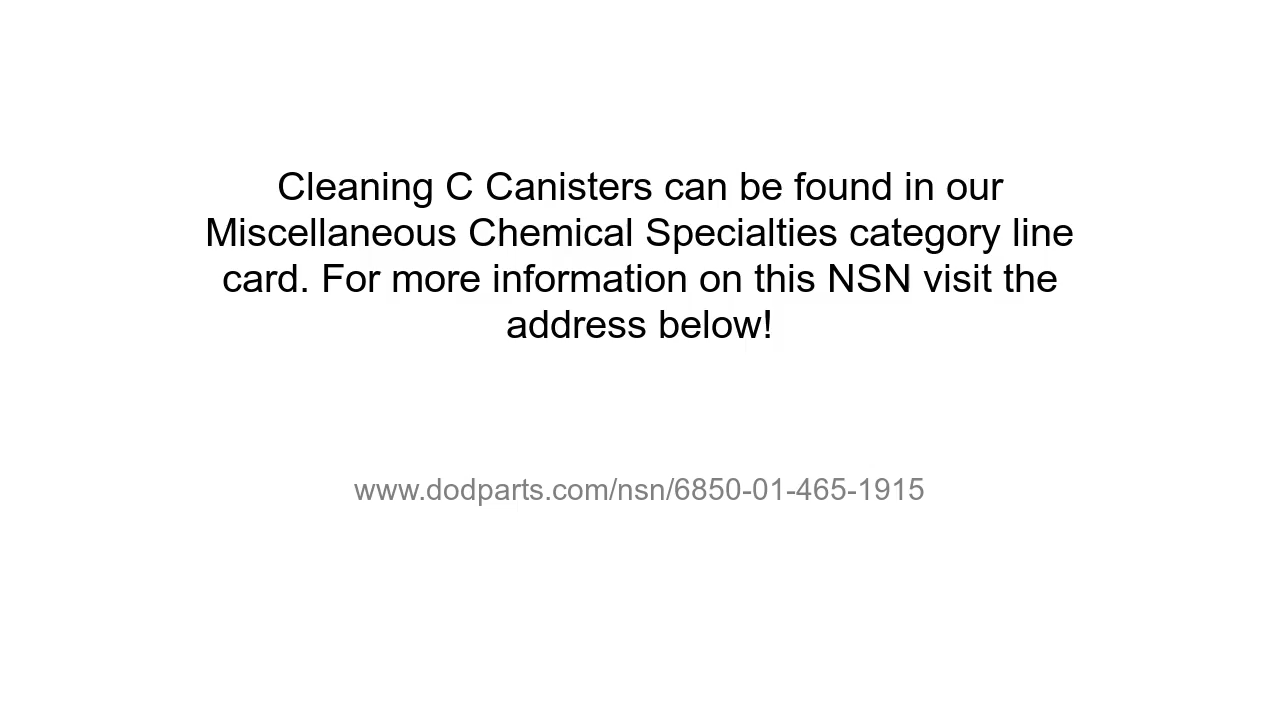 Cleaning C Canisters can be found in our
Miscellaneous Chemical Specialties category line
card. For more information on this NSN visit the
address below!
www.dodparts.com/nsn/6850-01-465-1915